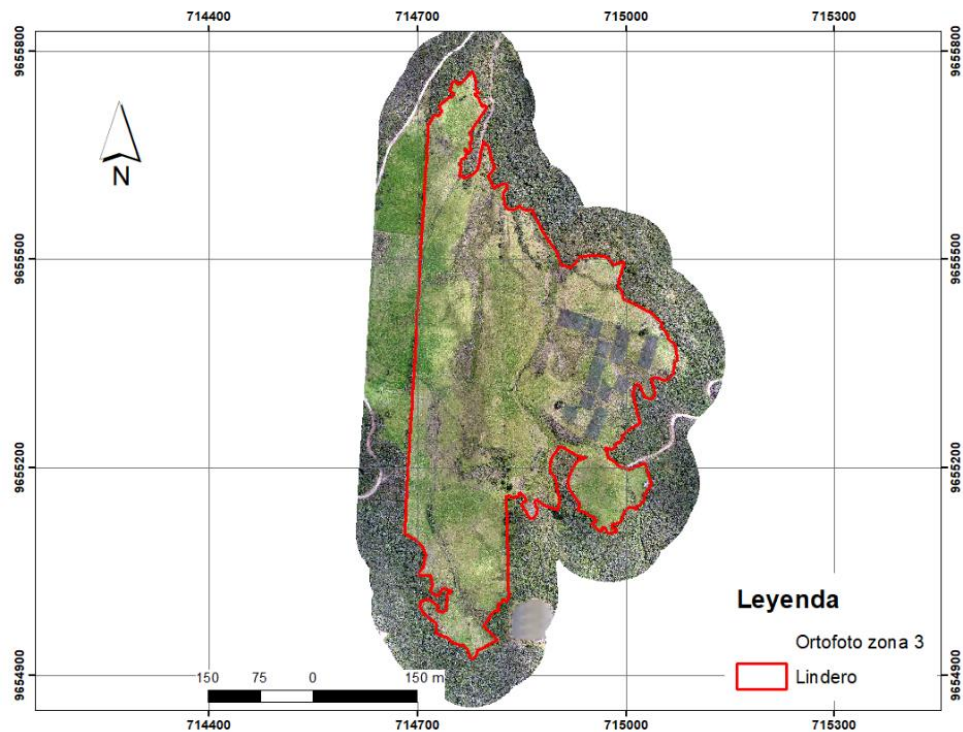 714400 714700 715000 715300
9655800 9655800
N
9655500 9655500
9655200 9655200
Leyenda
Ortofoto zona 3
Lindero
150 75 0 150 m
9654900 9654900
714400 714700 715000 715300